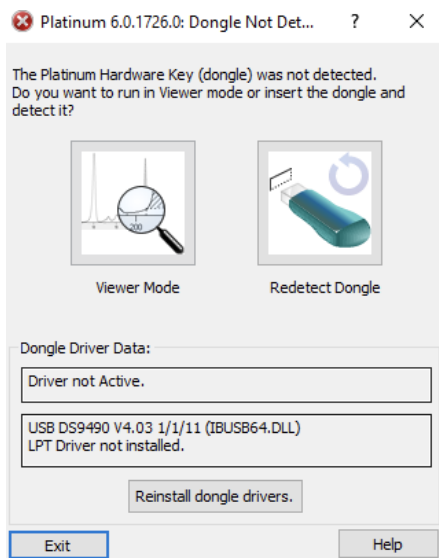 Platinum 6.0.1726.0: Dongle Not Det...
The Platinum Hardware Key (dongle) was not detected.
Do you want to run in Viewer mode or insert the dongle and
detect it?
200
Viewer Mode
Redetect Dongle
Dongle Driver Data:
Driver not Active.
USB DS9490 V4.03 1/1/11 (IBUSB64.DLL)
LPT Driver not installed.
Reinstall dongle drivers.
Exit
Help